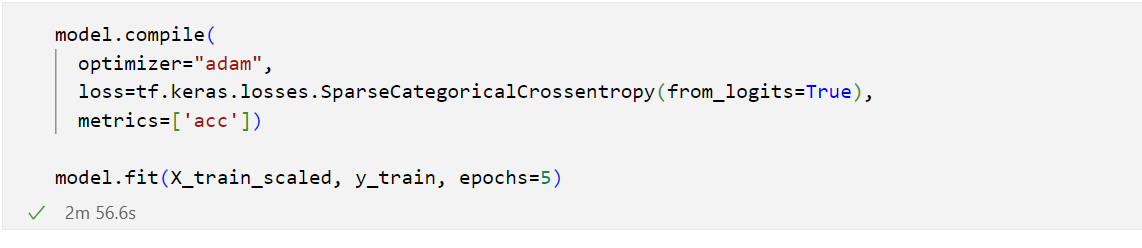 model.compile(
  optimizer="adam",
  loss=tf.keras.losses.SparseCategoricalCrossentropy(from_logits=True),
  metrics=['acc'])
model.fit(X_train_scaled, y_train, epochs=5)
2m 56.6s